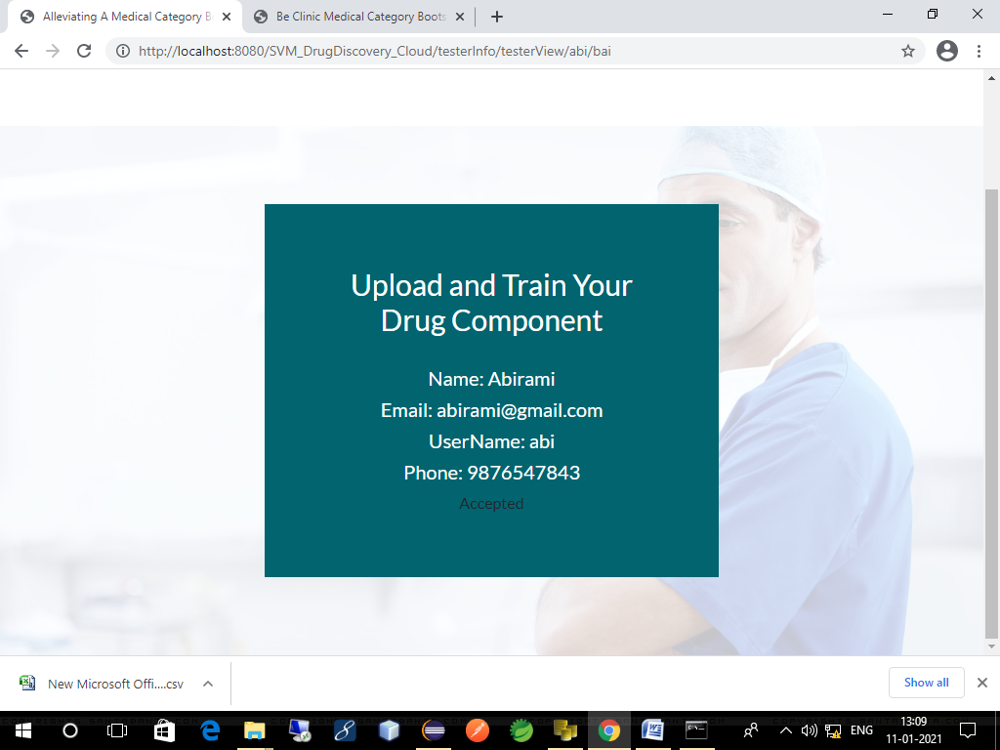 Alleviating A Medical Category B
Be Clinic Medical Category Boots
http://localhost:8080/SVM_DrugDiscovery_Cloud/testerInfo/testerView/abi/bai
Upload and Train Your
Drug Component
Name: Abirami
Email: abirami@gmail.com
UserName: abi
Phone: 9876547843
Accepted
New Microsoft Offi....csv
Show all
ENG
13:09
11-01-2021